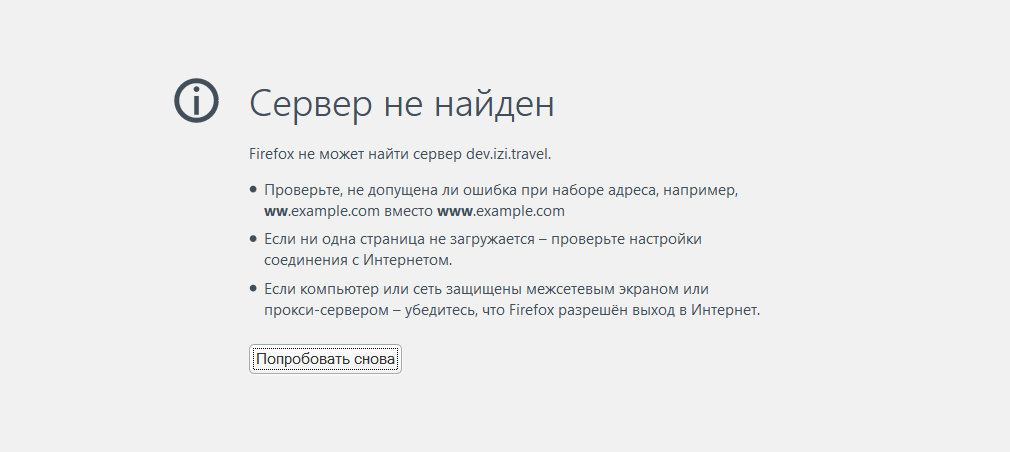 Сервер не найден
Firefox не может найти сервер dev.izi.travel.
• Проверьте, не допущена ли ошибка при наборе адреса, например,
ww.example.com вместо www.example.com
• Если ни одна страница не загружается – проверьте настройки
соединения с Интернетом.
• Если компьютер или сеть защищены межсетевым экраном или
прокси-сервером – убедитесь, что Firefox разрешён выход в Интернет.
Попробовать снова